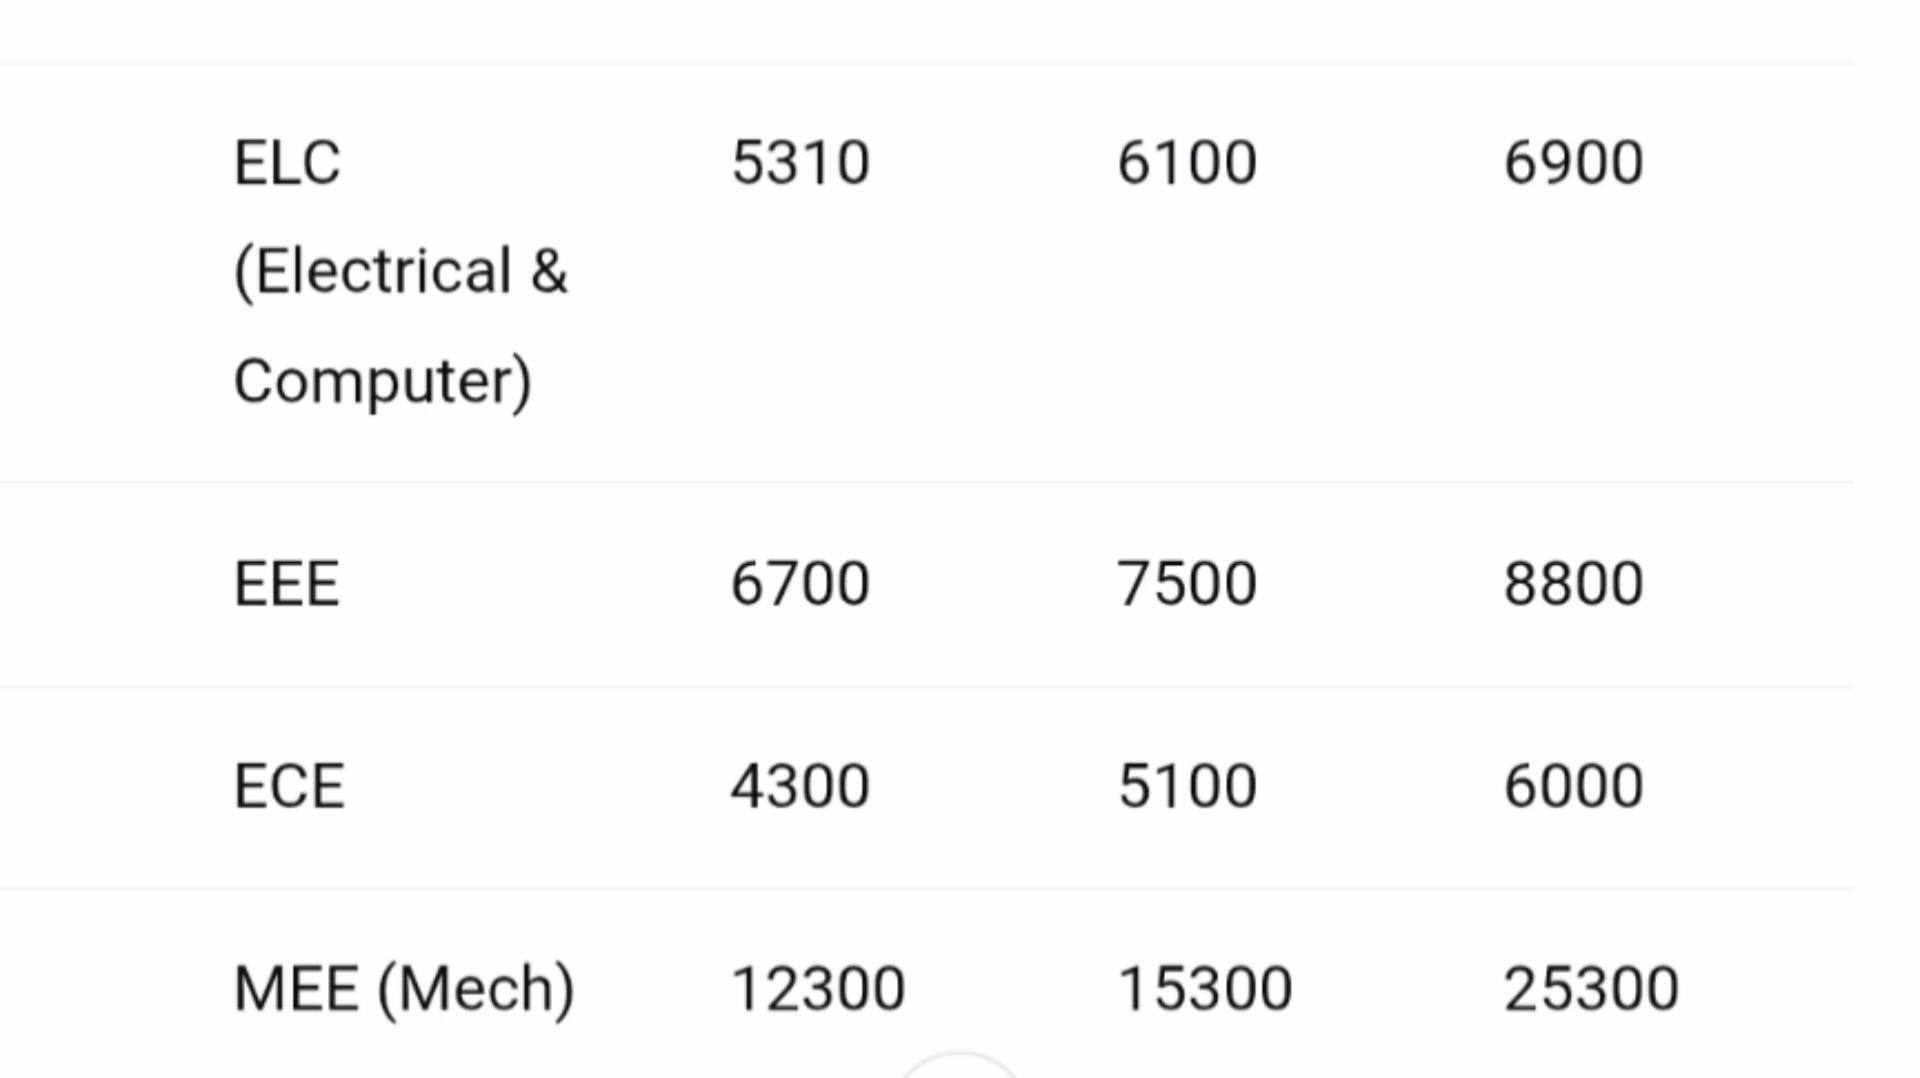 ELC 5310 6100 6900
(Electrical &
Computer)
EEE 6700 7500 8800
ECE 4300 5100 6000
MEE (Mech) 12300 15300 25300